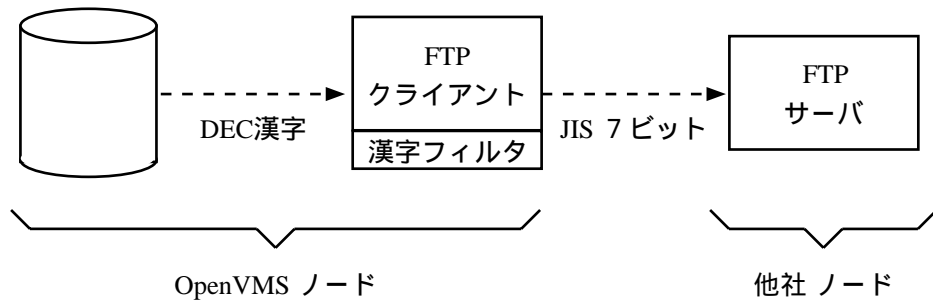 FTP
クライアント
漢字フィルタ
DEC漢字
JIS 7 ビット
FTP
サーバ
OpenVMS ノード
他社 ノード